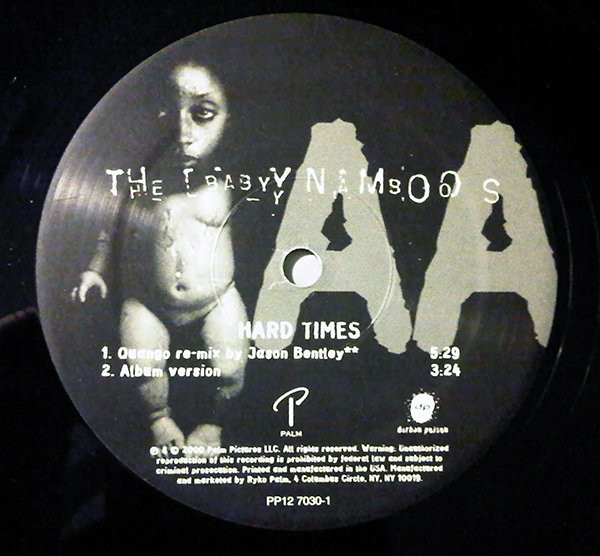 THE BABY NAMBOOS
AA
HARD TIMES
1. Quango re-mix by Jason Bentley** 5:29
2. Album version 3:24
P
PALM
dp
durban poison
℗ & © 2000 Palm Pictures LLC. All rights reserved. Warning. Unauthorized
reproduction of this recording is prohibited by federal law and subject to
criminal prosecution. Printed and manufactured in the USA. Manufactured
and marketed by Ryko Palm, 4 Columbus Circle, NY, NY 10019.
PP12 7030-1